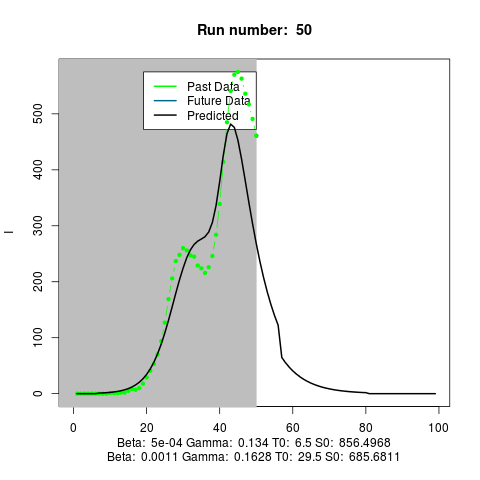 Run number: 50
Past Data
Future Data
Predicted
I
0 100 200 300 400 500
0 20 40 60 80 100
Beta: 5e-04 Gamma: 0.134 T0: 6.5 S0: 856.4968
Beta: 0.0011 Gamma: 0.1628 T0: 29.5 S0: 685.6811